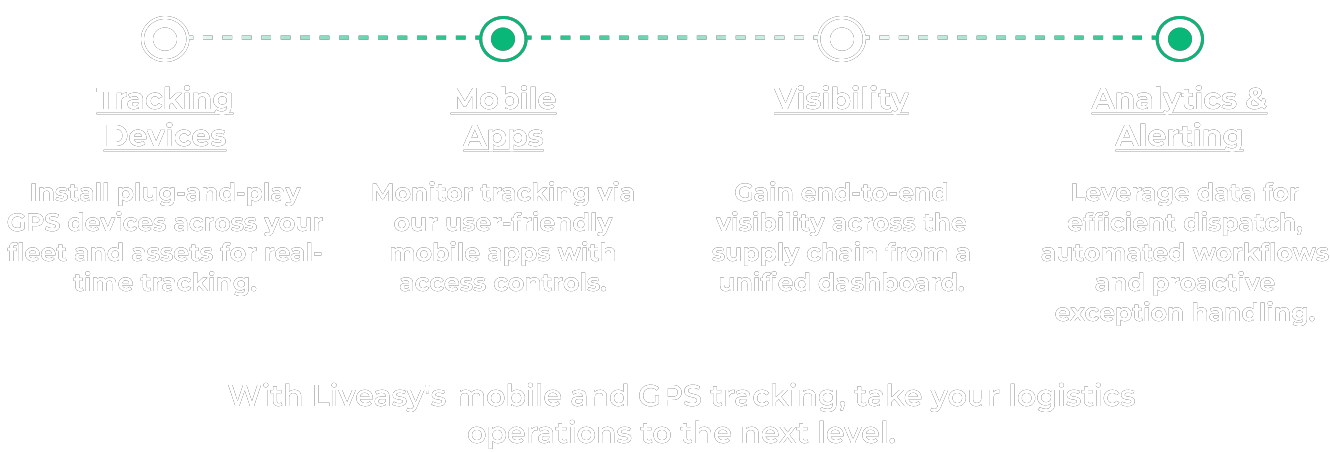 Tracking
Devices
Install plug-and-play
GPS devices across your
fleet and assets for real-
time tracking.
Mobile
Apps
Monitor tracking via
our user-friendly
mobile apps with
access controls.
Visibility
Gain end-to-end
visibility across the
supply chain from a
unified dashboard.
Analytics &
Alerting
Leverage data for
efficient dispatch,
automated workflows
and proactive
exception handling.
With Liveasy's mobile and GPS tracking, take your logistics
operations to the next level.